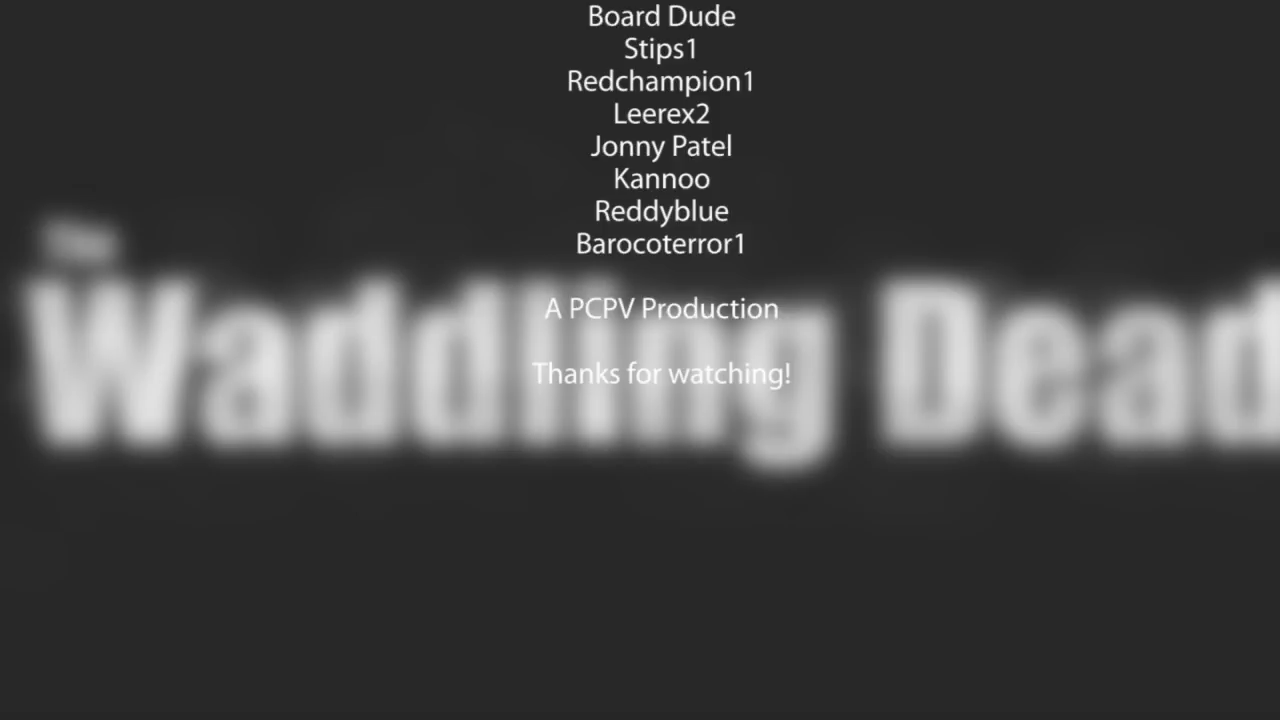 Board Dude
Stips1
Redchampion1
Leerex2
Jonny Patel
Kannoo
Reddyblue
Barocoterror1
A PCPV Production
Thanks for watching!
The
Waddling Dead